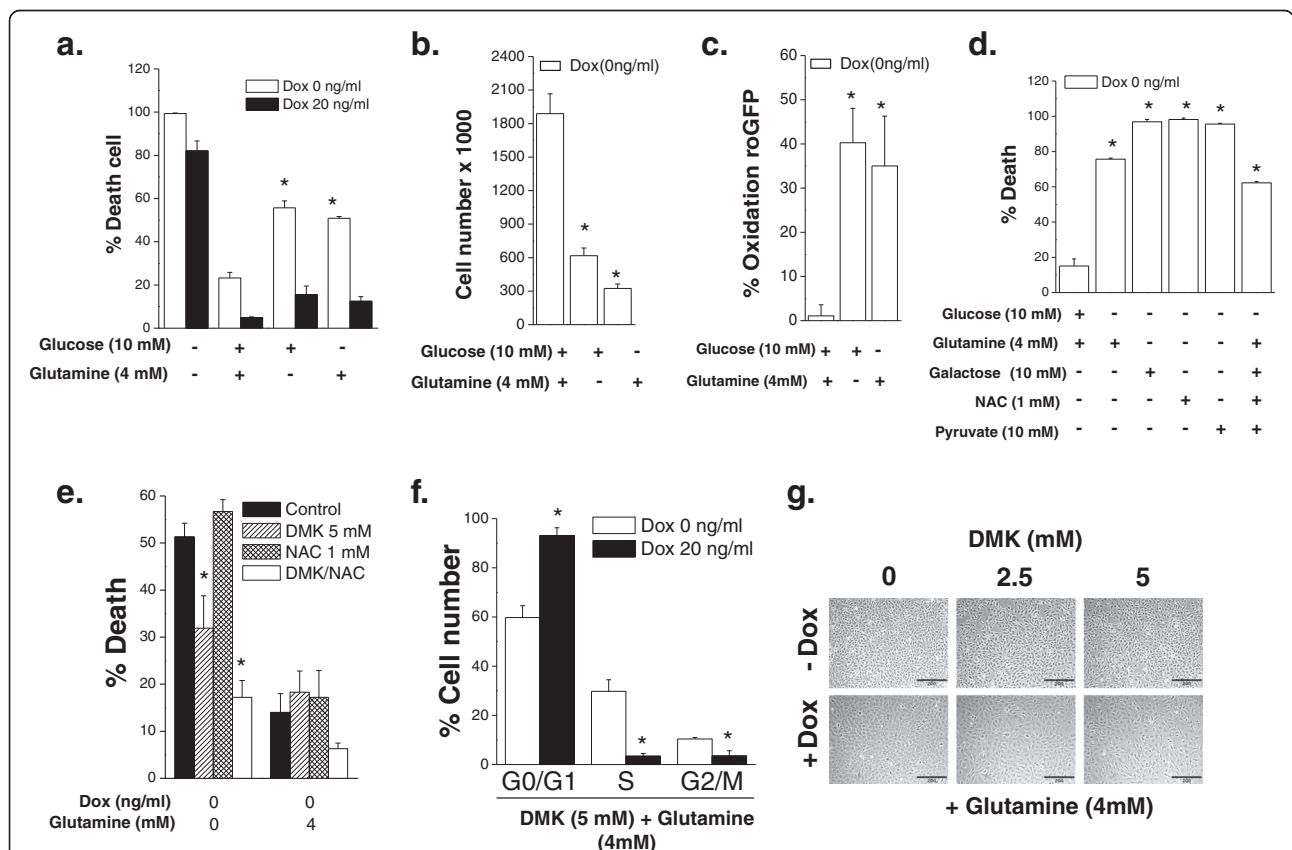 a.
Dox 0 ng/ml
Dox 20 ng/ml
% Death cell
120
100
80
60
40
20
0
*
*
Glucose (10 mM) - + + -
Glutamine (4 mM) - + - +
b.
Dox(0ng/ml)
Cell number x 1000
2400
2100
1800
1500
1200
900
600
300
0
*
*
Glucose (10 mM) + + -
Glutamine (4 mM) + - +
c.
Dox(0ng/ml)
% Oxidation roGFP
60
50
40
30
20
10
0
* *
Glucose (10 mM) + + -
Glutamine (4mM) + - +
d.
Dox 0 ng/ml
% Death
120
100
80
60
40
20
0
* * * * *
Glucose (10 mM) + - - - - -
Glutamine (4 mM) + + - - - +
Galactose (10 mM) - - + - - +
NAC (1 mM) - - - + - +
Pyruvate (10 mM) - - - - + +
e.
Control
DMK 5 mM
NAC 1 mM
DMK/NAC
% Death
60
50
40
30
20
10
0
*
*
Dox (ng/ml) 0 0
Glutamine (mM) 0 4
f.
Dox 0 ng/ml
Dox 20 ng/ml
% Cell number
100
80
60
40
20
0
* * *
G0/G1 S G2/M
DMK (5 mM) + Glutamine
(4mM)
g.
DMK (mM)
0 2.5 5
- Dox
+ Dox
+ Glutamine (4mM)